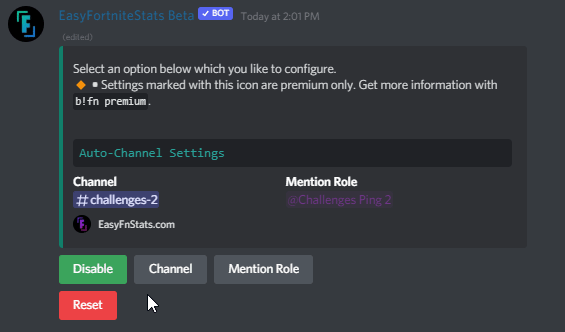 EasyFortniteStats Beta ✓ BOT Today at 2:01 PM
(edited)
Select an option below which you like to configure.
🔸 ▪ Settings marked with this icon are premium only. Get more information with
b!fn premium.
Auto-Channel Settings
Channel Mention Role
#challenges-2 @Challenges Ping 2
EasyFnStats.com
Disable Channel Mention Role
Reset